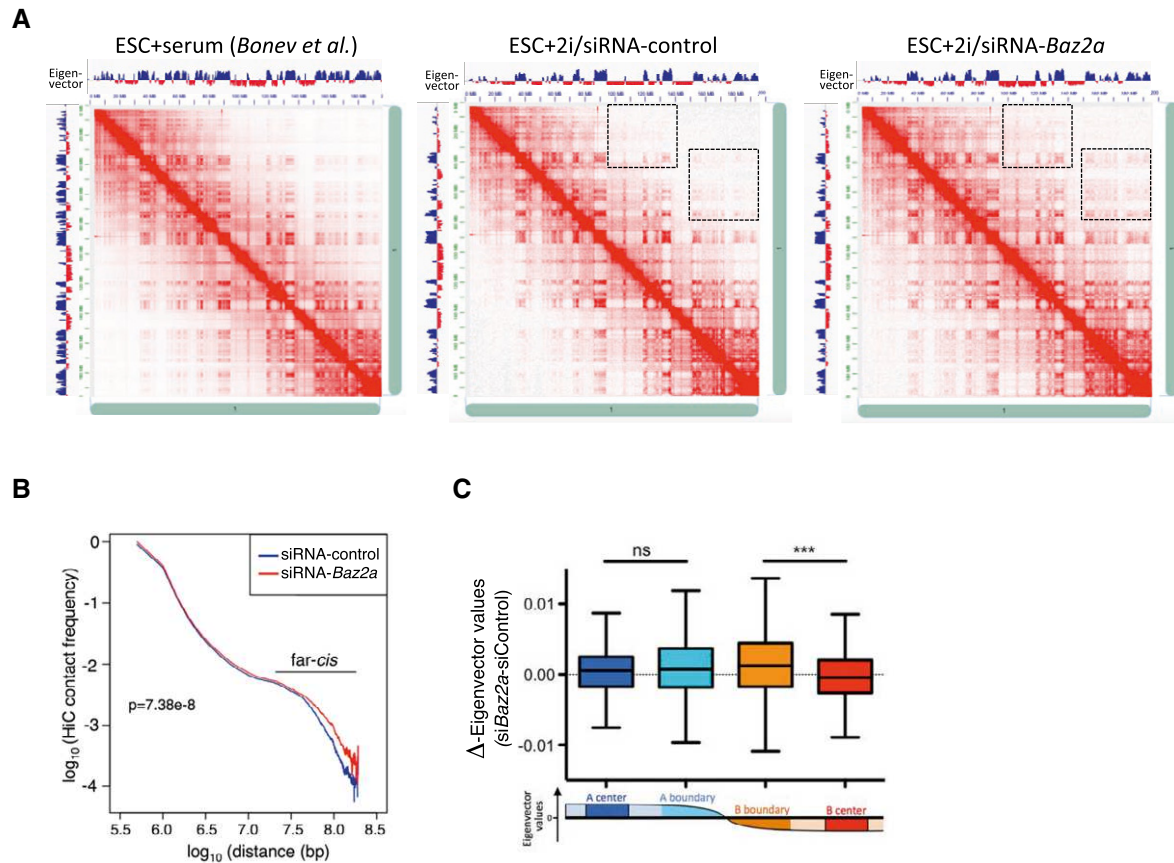 A
ESC+serum (Bonev et al.)
ESC+2i/siRNA-control
ESC+2i/siRNA-Baz2a
Eigen-
vector
Eigen-
vector
Eigen-
vector
1
1
1
B
C
log10 (HiC contact frequency)
0
-1
-2
-3
-4
siRNA-control
siRNA-Baz2a
far-cis
p=7.38e-8
5.5 6.0 6.5 7.0 7.5 8.0 8.5
log10 (distance (bp)
Δ-Eigenvector values
(siBaz2a-siControl)
ns
***
0.01
0.00
-0.01
Eigenvector
values
0
A center
A boundary
B boundary
B center